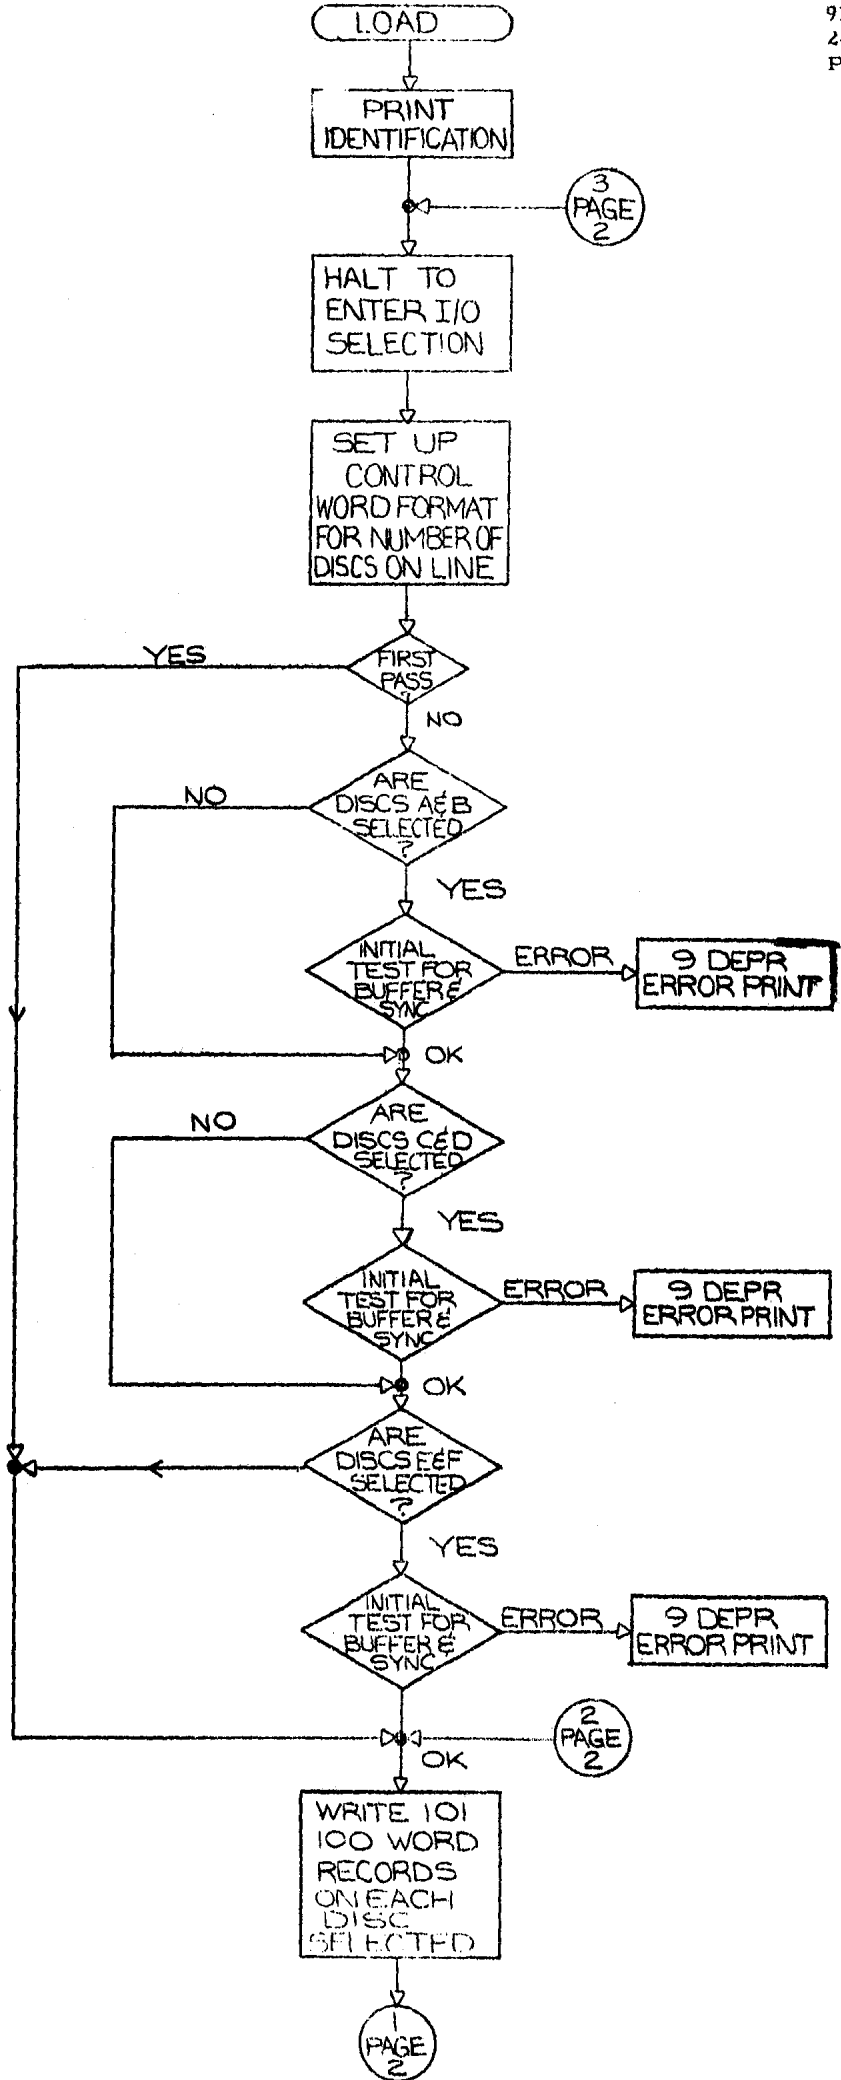 LOAD
PRINT
IDENTIFICATION
3
PAGE
2
HALT TO
ENTER I/O
SELECTION
SET UP
CONTROL
WORD FORMAT
FOR NUMBER OF
DISCS ON LINE
YES
FIRST
PASS
?
NO
NO
ARE
DISCS A&B
SELECTED
?
YES
INITIAL
TEST FOR
BUFFER &
SYNC
ERROR
9 DEPR
ERROR PRINT
OK
NO
ARE
DISCS C&D
SELECTED
?
YES
INITIAL
TEST FOR
BUFFER &
SYNC
ERROR
9 DEPR
ERROR PRINT
OK
ARE
DISCS E&F
SELECTED
?
YES
INITIAL
TEST FOR
BUFFER &
SYNC
ERROR
9 DEPR
ERROR PRINT
2
PAGE
2
OK
WRITE 101
100 WORD
RECORDS
ON EACH
DISC
SELECTED
1
PAGE
2